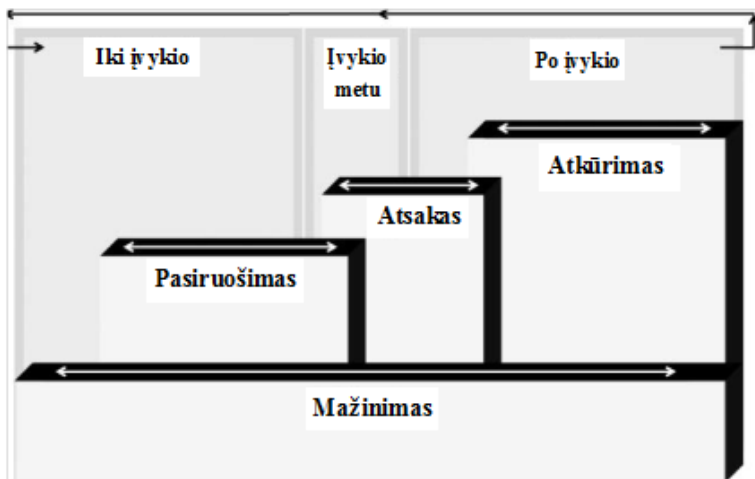 Iki įvykio
Įvykio
metu
Po įvykio
Atkūrimas
Atsakas
Pasiruošimas
Mažinimas